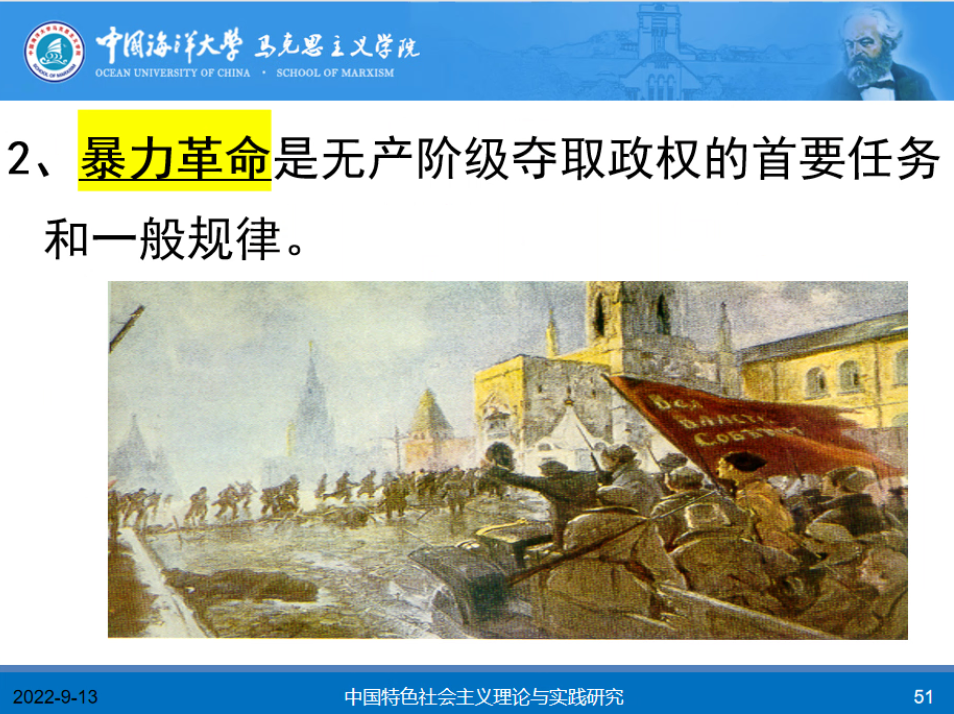 中国海洋大学 马克思主义学院
OCEAN UNIVERSITY OF CHINA · SCHOOL OF MARXISM
2、暴力革命是无产阶级夺取政权的首要任务
和一般规律。
ВСЯ
ВЛАСТЬ
СОВЕТАМ
2022-9-13
中国特色社会主义理论与实践研究
51